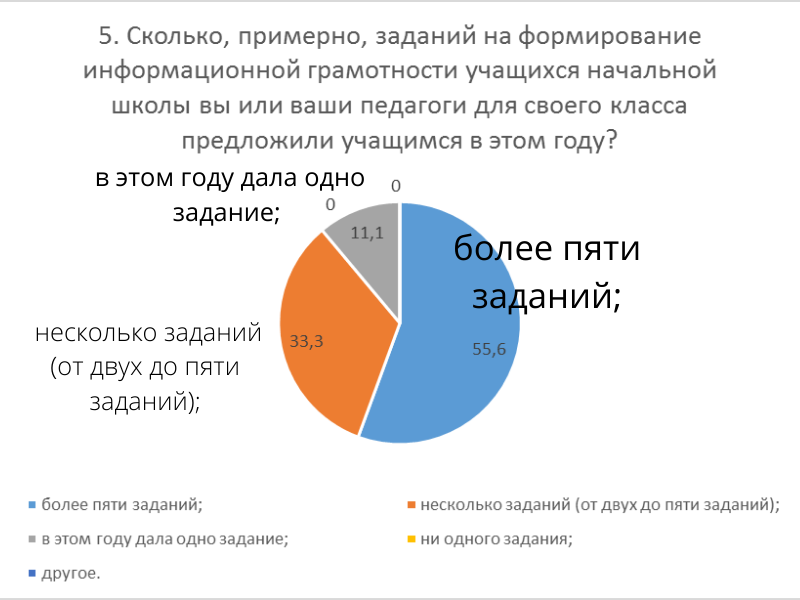 5. Сколько, примерно, заданий на формирование
информационной грамотности учащихся начальной
школы вы или ваши педагоги для своего класса
предложили учащимся в этом году?
в этом году дала одно
задание;
0
0
11,1
более пяти
заданий;
несколько заданий
(от двух до пяти
заданий);
33,3
55,6
более пяти заданий;
несколько заданий (от двух до пяти заданий);
в этом году дала одно задание;
ни одного задания;
другое.